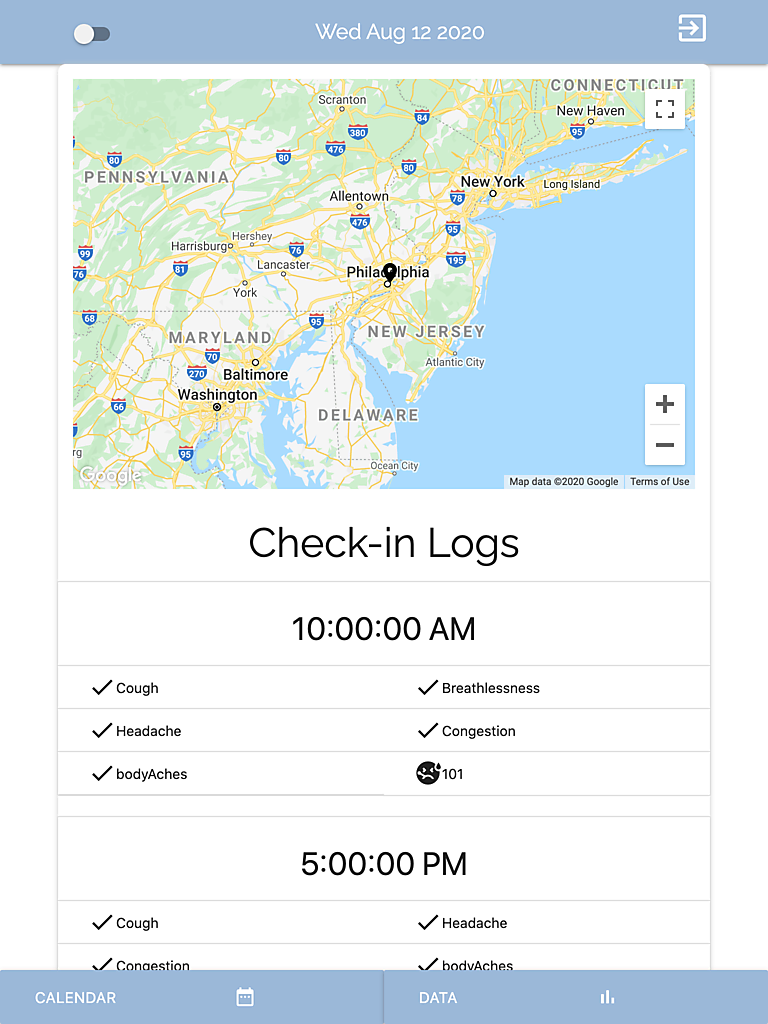 Wed Aug 12 2020
CONNECTICUT
Scranton
New Haven
84
380
95
476
80
80
80
PENNSYLVANIA
New York
Long Island
Allentown
78
476
95
Hershey
Harrisburg
76
99
195
Lancaster
81
76
Philadelphia
York
68
95
NEW JERSEY
MARYLAND
70
Atlantic City
270
Baltimore
Washington
66
DELAWARE
95
rg
Ocean City
Google
Map data ©2020 Google
Terms of Use
Check-in Logs
10:00:00 AM
Cough
Breathlessness
Headache
Congestion
bodyAches
101
5:00:00 PM
Cough
Headache
Congestion
bodyAches
CALENDAR
DATA